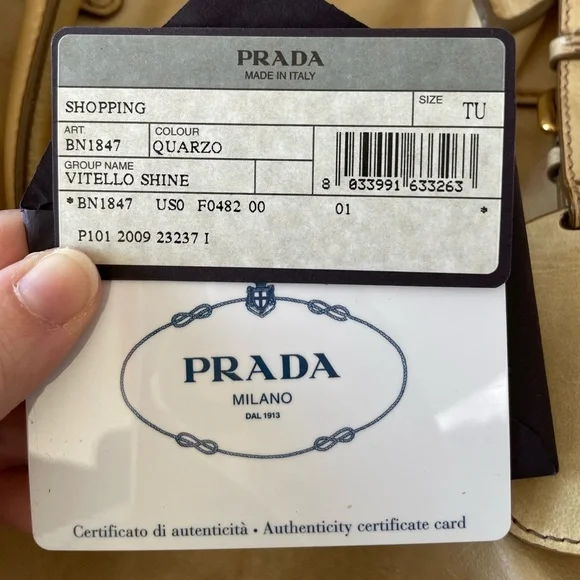 PRADA
MADE IN ITALY
SHOPPING SIZE TU
ART. COLOUR
BN1847 QUARZO
GROUP NAME
VITELLO SHINE
8 033991 633263
*BN1847 US0 F0482 00 01 *
P101 2009 23237 I
PRADA
MILANO
DAL 1913
Certificato di autenticità • Authenticity certificate card